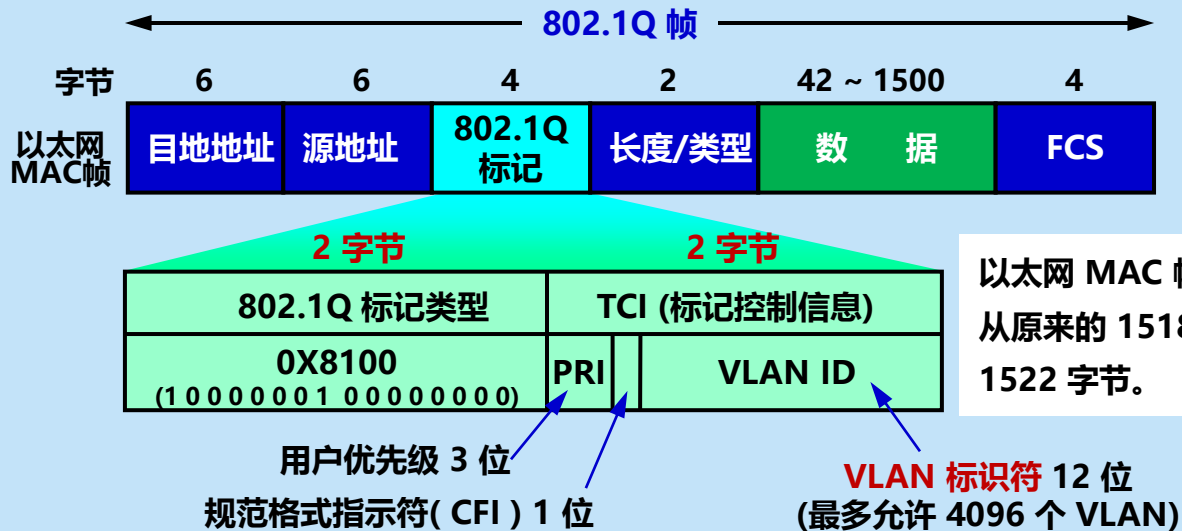 802.1Q 帧
字节 6 6 4 2 42 ~ 1500 4
以太网
MAC帧
目地地址 源地址 802.1Q
标记 长度/类型 数 据 FCS
2 字节 2 字节
802.1Q 标记类型 TCI (标记控制信息)
0X8100
(1 0 0 0 0 0 0 1 0 0 0 0 0 0 0 0)
PRI VLAN ID
以太网 MAC
从原来的 1518
1522 字节。
用户优先级 3 位
规范格式指示符( CFI ) 1 位
VLAN 标识符 12 位
(最多允许 4096 个 VLAN)